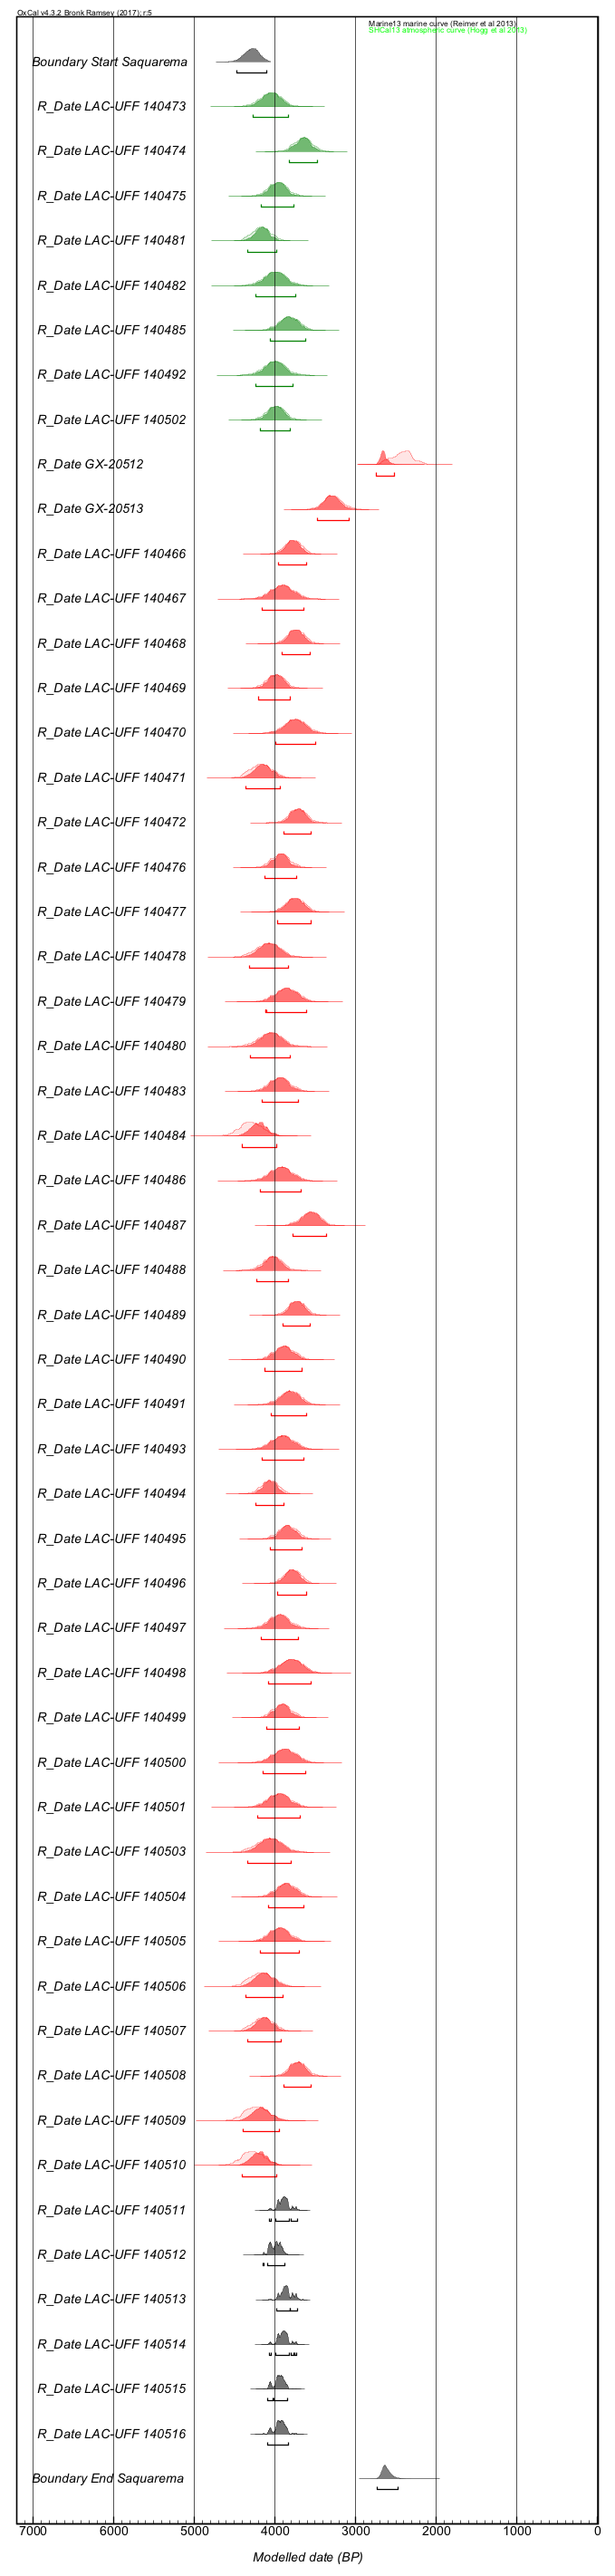 OxCal v4.3.2 Bronk Ramsey (2017); r:5
Marine13 marine curve (Reimer et al 2013)
SHCal13 atmospheric curve (Hogg et al 2013)
Boundary Start Saquarema
R_Date LAC-UFF 140473
R_Date LAC-UFF 140474
R_Date LAC-UFF 140475
R_Date LAC-UFF 140481
R_Date LAC-UFF 140482
R_Date LAC-UFF 140485
R_Date LAC-UFF 140492
R_Date LAC-UFF 140502
R_Date GX-20512
R_Date GX-20513
R_Date LAC-UFF 140466
R_Date LAC-UFF 140467
R_Date LAC-UFF 140468
R_Date LAC-UFF 140469
R_Date LAC-UFF 140470
R_Date LAC-UFF 140471
R_Date LAC-UFF 140472
R_Date LAC-UFF 140476
R_Date LAC-UFF 140477
R_Date LAC-UFF 140478
R_Date LAC-UFF 140479
R_Date LAC-UFF 140480
R_Date LAC-UFF 140483
R_Date LAC-UFF 140484
R_Date LAC-UFF 140486
R_Date LAC-UFF 140487
R_Date LAC-UFF 140488
R_Date LAC-UFF 140489
R_Date LAC-UFF 140490
R_Date LAC-UFF 140491
R_Date LAC-UFF 140493
R_Date LAC-UFF 140494
R_Date LAC-UFF 140495
R_Date LAC-UFF 140496
R_Date LAC-UFF 140497
R_Date LAC-UFF 140498
R_Date LAC-UFF 140499
R_Date LAC-UFF 140500
R_Date LAC-UFF 140501
R_Date LAC-UFF 140503
R_Date LAC-UFF 140504
R_Date LAC-UFF 140505
R_Date LAC-UFF 140506
R_Date LAC-UFF 140507
R_Date LAC-UFF 140508
R_Date LAC-UFF 140509
R_Date LAC-UFF 140510
R_Date LAC-UFF 140511
R_Date LAC-UFF 140512
R_Date LAC-UFF 140513
R_Date LAC-UFF 140514
R_Date LAC-UFF 140515
R_Date LAC-UFF 140516
Boundary End Saquarema
7000 6000 5000 4000 3000 2000 1000 0
Modelled date (BP)